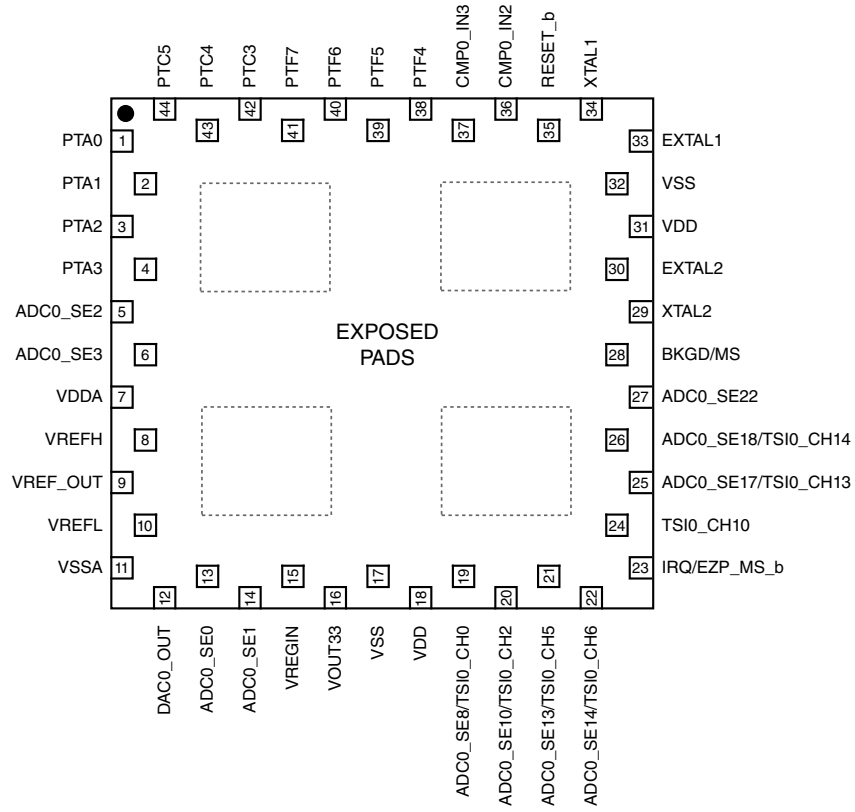 PTC5
PTC4
PTC3
PTF7
PTF6
PTF5
PTF4
CMP0_IN3
CMP0_IN2
RESET_b
XTAL1
44
43
42
41
40
39
38
37
36
35
34
PTA0 1
PTA1 2
PTA2 3
PTA3 4
ADC0_SE2 5
ADC0_SE3 6
VDDA 7
VREFH 8
VREF_OUT 9
VREFL 10
VSSA 11
EXPOSED
PADS
33 EXTAL1
32 VSS
31 VDD
30 EXTAL2
29 XTAL2
28 BKGD/MS
27 ADC0_SE22
26 ADC0_SE18/TSI0_CH14
25 ADC0_SE17/TSI0_CH13
24 TSI0_CH10
23 IRQ/EZP_MS_b
12
13
14
15
16
17
18
19
20
21
22
DAC0_OUT
ADC0_SE0
ADC0_SE1
VREGIN
VOUT33
VSS
VDD
ADC0_SE8/TSI0_CH0
ADC0_SE10/TSI0_CH2
ADC0_SE13/TSI0_CH5
ADC0_SE14/TSI0_CH6